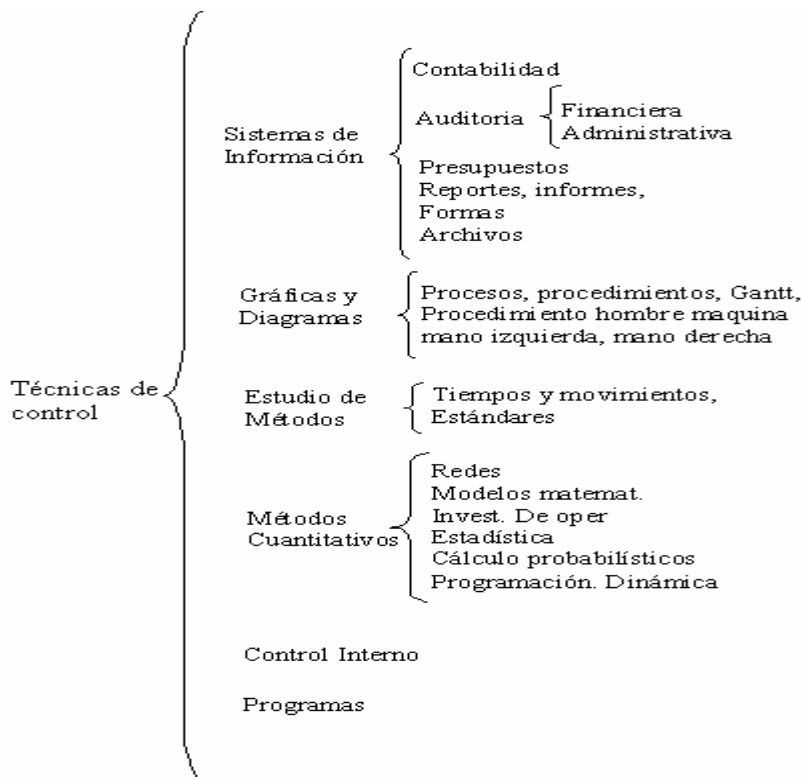 Técnicas de
control
Sistemas de
Información
Contabilidad
Auditoria
Financiera
Administrativa
Presupuestos
Reportes, informes,
Formas
Archivos
Gráficas y
Diagramas
Procesos, procedimientos, Gantt,
Procedimiento hombre maquina
mano izquierda, mano derecha
Estudio de
Métodos
Tiempos y movimientos,
Estándares
Métodos
Cuantitativos
Redes
Modelos matemat.
Invest. De oper
Estadística
Cálculo probabilísticos
Programación. Dinámica
Control Interno
Programas